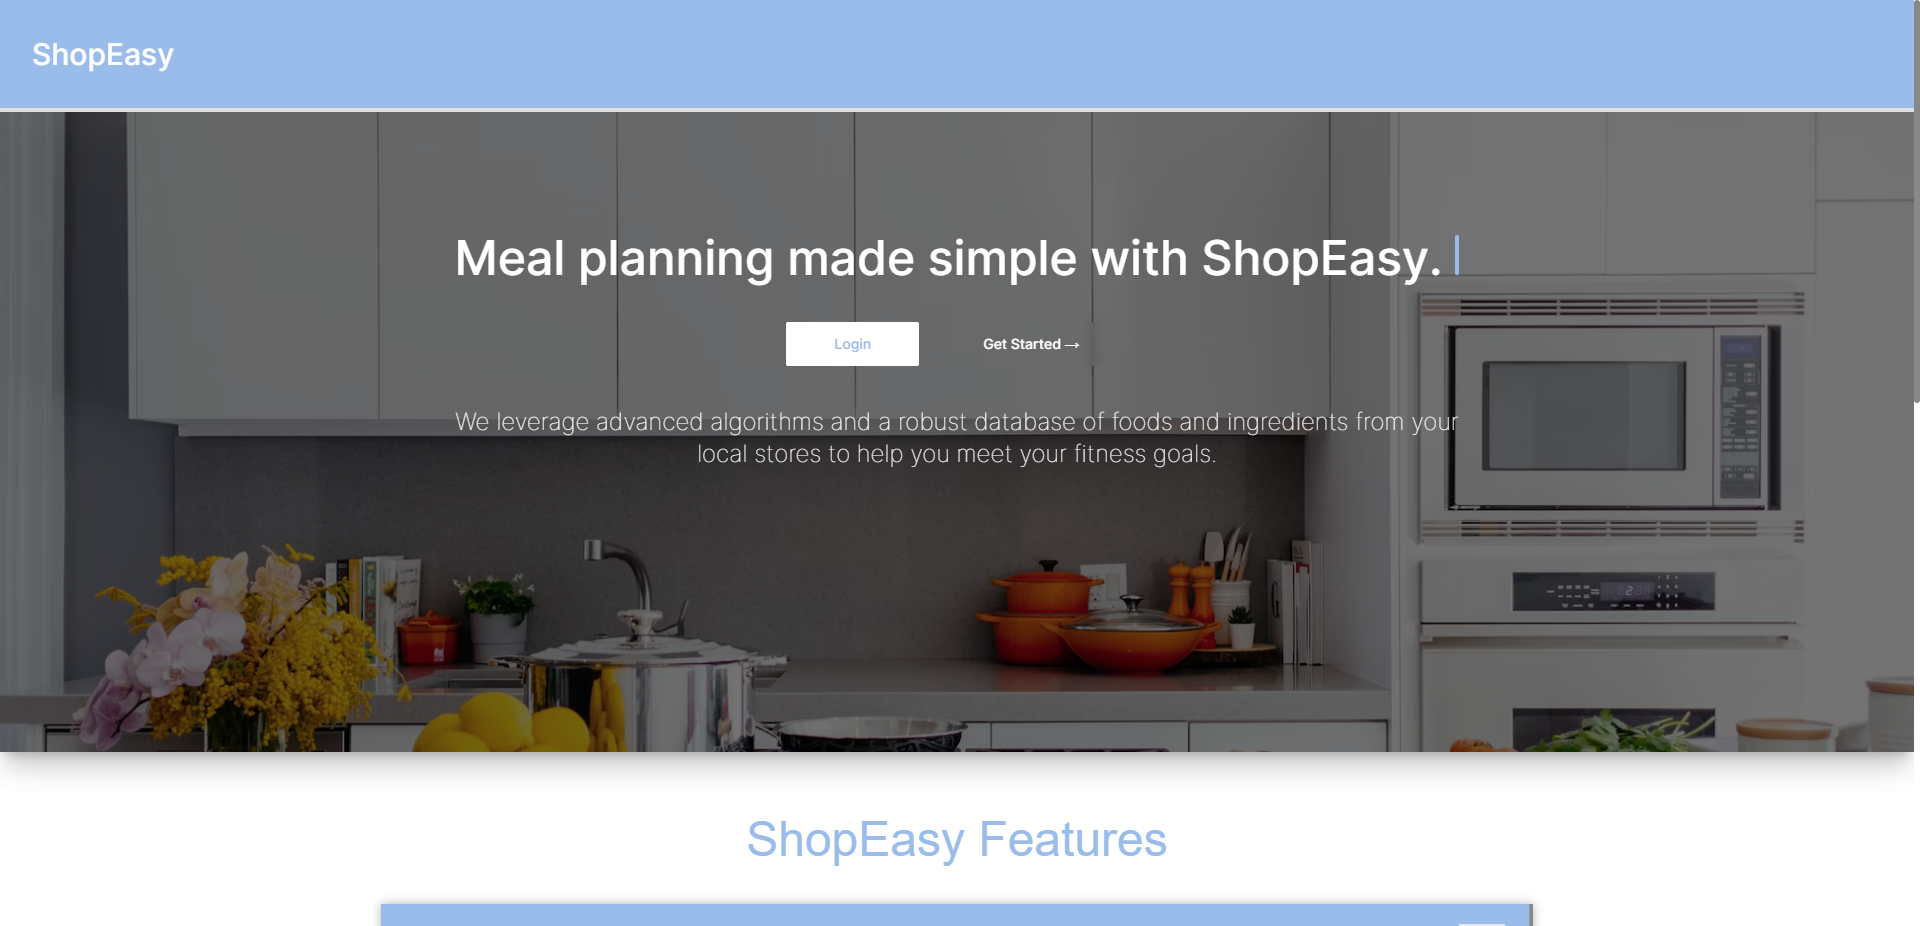 ShopEasy
Meal planning made simple with ShopEasy.
Login
Get Started →
We leverage advanced algorithms and a robust database of foods and ingredients from your
local stores to help you meet your fitness goals.
ShopEasy Features